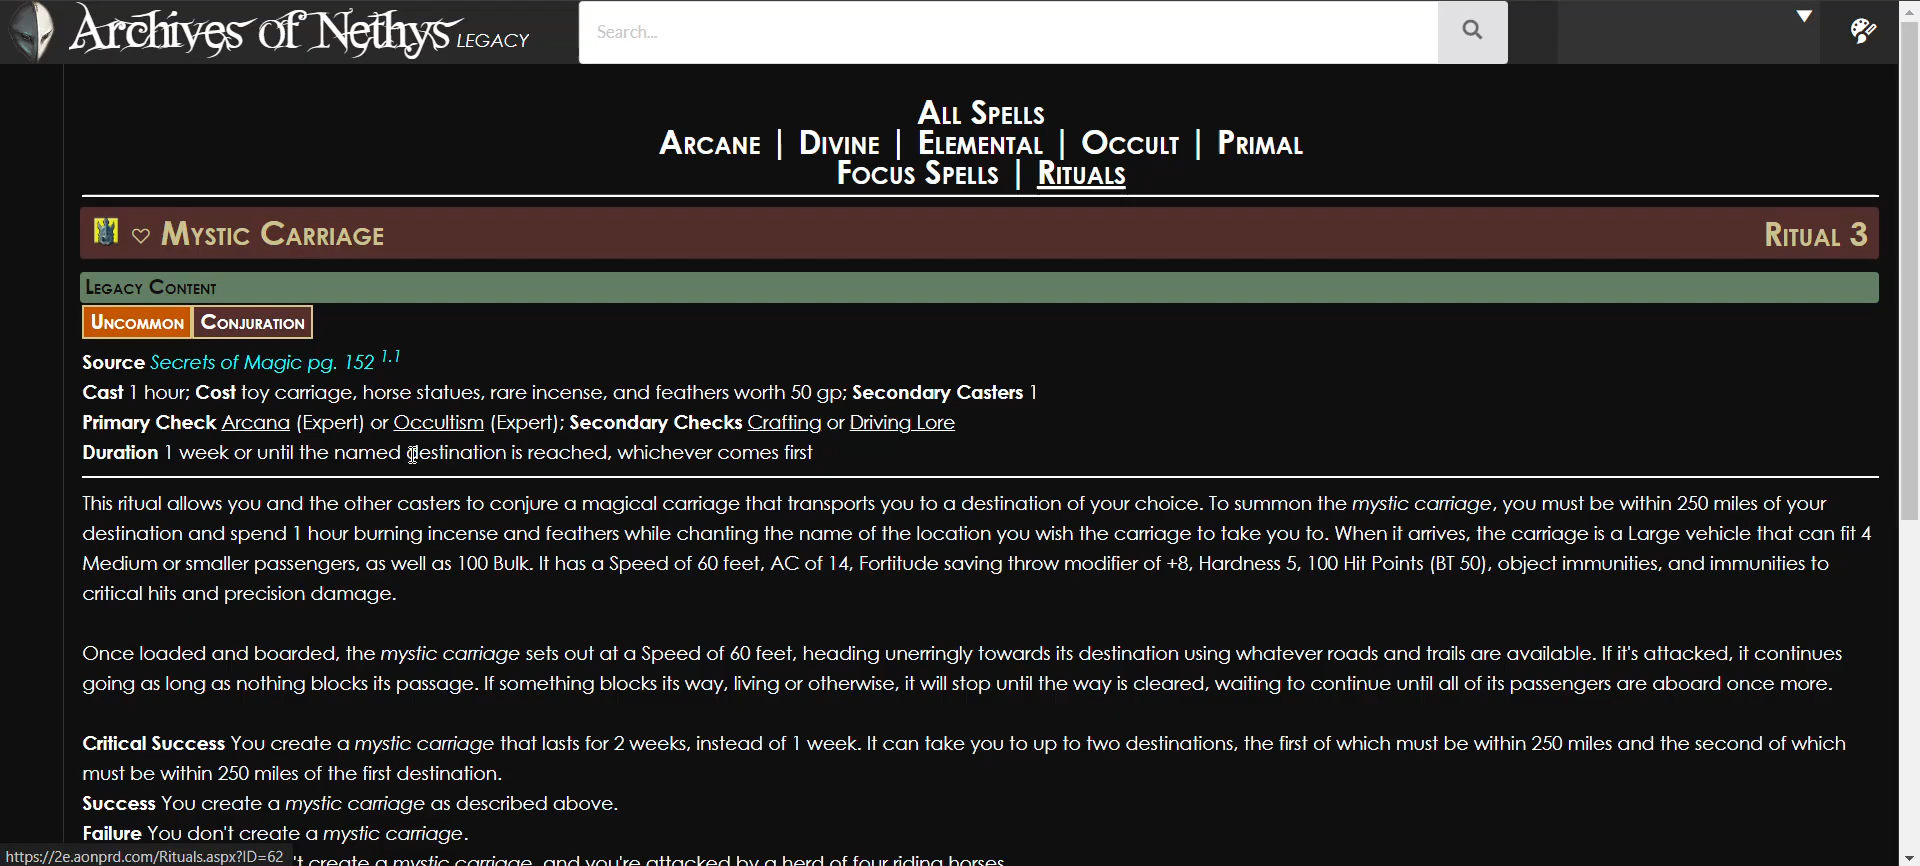 Archives of Nethys LEGACY
Search...
All Spells
Arcane | Divine | Elemental | Occult | Primal
Focus Spells | Rituals
Mystic Carriage Ritual 3
Legacy Content
Uncommon Conjuration
Source Secrets of Magic pg. 152 1.1
Cast 1 hour; Cost toy carriage, horse statues, rare incense, and feathers worth 50 gp; Secondary Casters 1
Primary Check Arcana (Expert) or Occultism (Expert); Secondary Checks Crafting or Driving Lore
Duration 1 week or until the named destination is reached, whichever comes first
This ritual allows you and the other casters to conjure a magical carriage that transports you to a destination of your choice. To summon the mystic carriage, you must be within 250 miles of your
destination and spend 1 hour burning incense and feathers while chanting the name of the location you wish the carriage to take you to. When it arrives, the carriage is a Large vehicle that can fit 4
Medium or smaller passengers, as well as 100 Bulk. It has a Speed of 60 feet, AC of 14, Fortitude saving throw modifier of +8, Hardness 5, 100 Hit Points (BT 50), object immunities, and immunities to
critical hits and precision damage.
Once loaded and boarded, the mystic carriage sets out at a Speed of 60 feet, heading unerringly towards its destination using whatever roads and trails are available. If it's attacked, it continues
going as long as nothing blocks its passage. If something blocks its way, living or otherwise, it will stop until the way is cleared, waiting to continue until all of its passengers are aboard once more.
Critical Success You create a mystic carriage that lasts for 2 weeks, instead of 1 week. It can take you to up to two destinations, the first of which must be within 250 miles and the second of which
must be within 250 miles of the first destination.
Success You create a mystic carriage as described above.
Failure You don't create a mystic carriage.
https://2e.aonprd.com/Rituals.aspx?ID=62 't create a mystic carriage, and you're attacked by a herd of four riding horses.